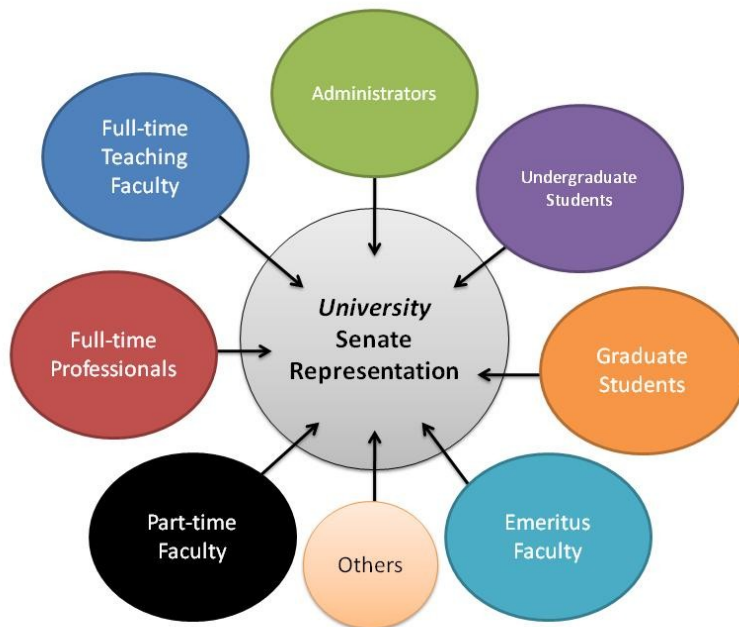 Administrators
Full-time
Teaching
Faculty
Undergraduate
Students
University
Senate
Representation
Full-time
Professionals
Graduate
Students
Part-time
Faculty
Others
Emeritus
Faculty